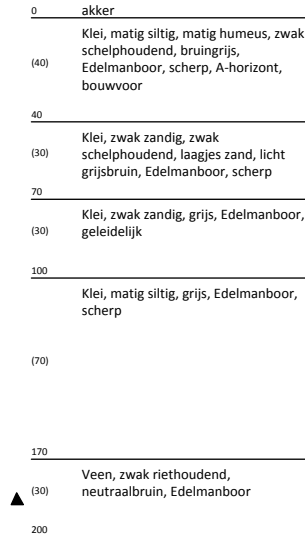 0 akker
Klei, matig siltig, matig humeus, zwak
schelphoudend, bruingrijs,
(40) Edelmanboor, scherp, A-horizont,
bouwvoor
40
Klei, zwak zandig, zwak
(30) schelphoudend, laagjes zand, licht
grijsbruin, Edelmanboor, scherp
70
Klei, zwak zandig, grijs, Edelmanboor,
(30) geleidelijk
100
Klei, matig siltig, grijs, Edelmanboor,
scherp
(70)
170
Veen, zwak riethoudend,
(30) neutraalbruin, Edelmanboor
200